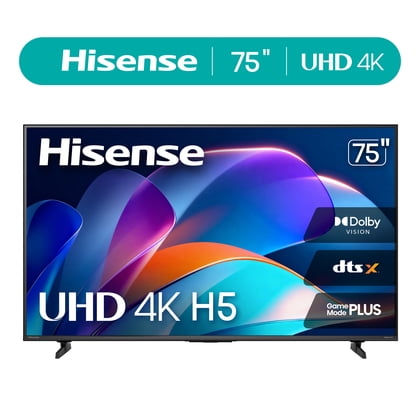 Hisense | 75" | UHD 4K
Hisense
75"
Dolby
VISION
dts X
UHD 4K H5
Game Mode PLUS